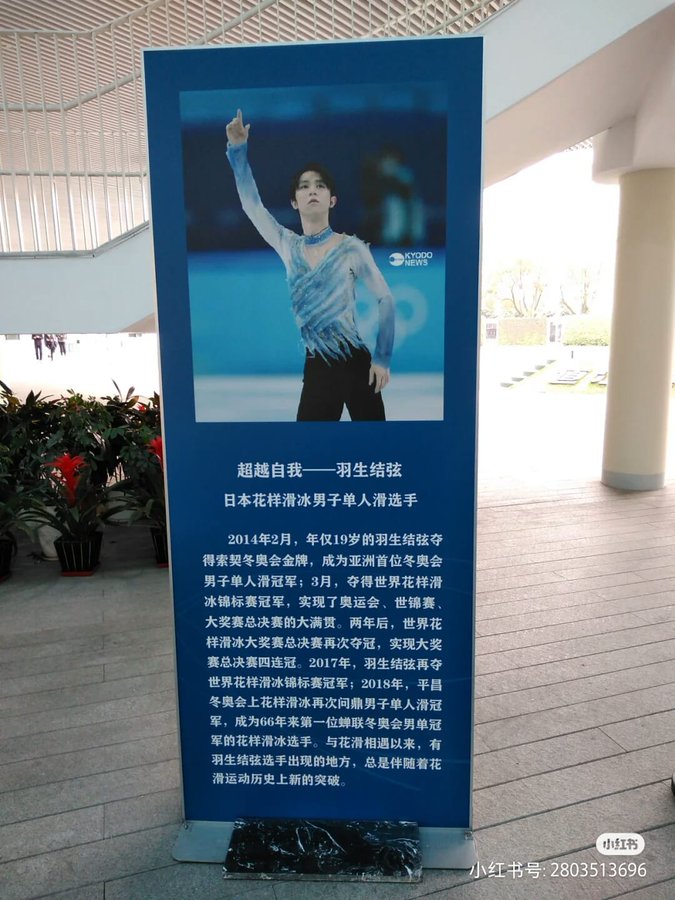 KYODO
NEWS
超越自我——羽生结弦
日本花样滑冰男子单人滑选手
2014年2月，年仅19岁的羽生结弦夺
得索契冬奥会金牌，成为亚洲首位冬奥会
男子单人滑冠军；3月，夺得世界花样滑
冰锦标赛冠军，实现了奥运会、世锦赛、
大奖赛总决赛的大满贯。两年后，世界花
样滑冰大奖赛总决赛再次夺冠，实现大奖
赛总决赛四连冠。2017年，羽生结弦再夺
世界花样滑冰锦标赛冠军；2018年，平昌
冬奥会上花样滑冰再次问鼎男子单人滑冠
军，成为66年来第一位蝉联冬奥会男单冠
军的花样滑冰选手。与花滑相遇以来，有
羽生结弦选手出现的地方，总是伴随着花
滑运动历史上新的突破。
小红书
小红书号: 2803513696